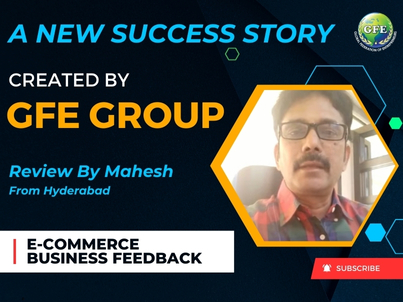 A NEW SUCCESS STORY
GFE
CREATED BY
GFE GROUP
Review By Mahesh
From Hyderabad
E-COMMERCE
BUSINESS FEEDBACK
SUBSCRIBE